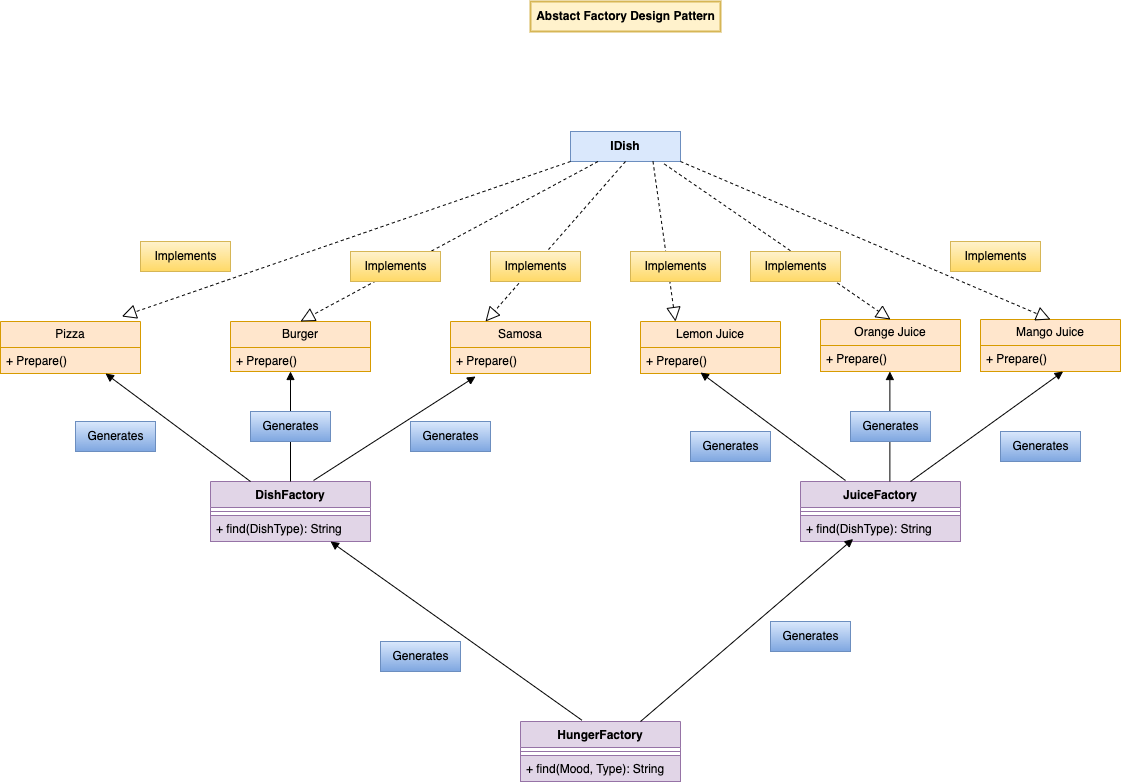 Abstact Factory Design Pattern
IDish
Implements
Implements
Implements
Implements
Implements
Implements
Pizza
+ Prepare()
Burger
+ Prepare()
Samosa
+ Prepare()
Lemon Juice
+ Prepare()
Orange Juice
+ Prepare()
Mango Juice
+ Prepare()
Generates
Generates
Generates
Generates
Generates
Generates
DishFactory
+ find(DishType): String
JuiceFactory
+ find(DishType): String
Generates
Generates
HungerFactory
+ find(Mood, Type): String